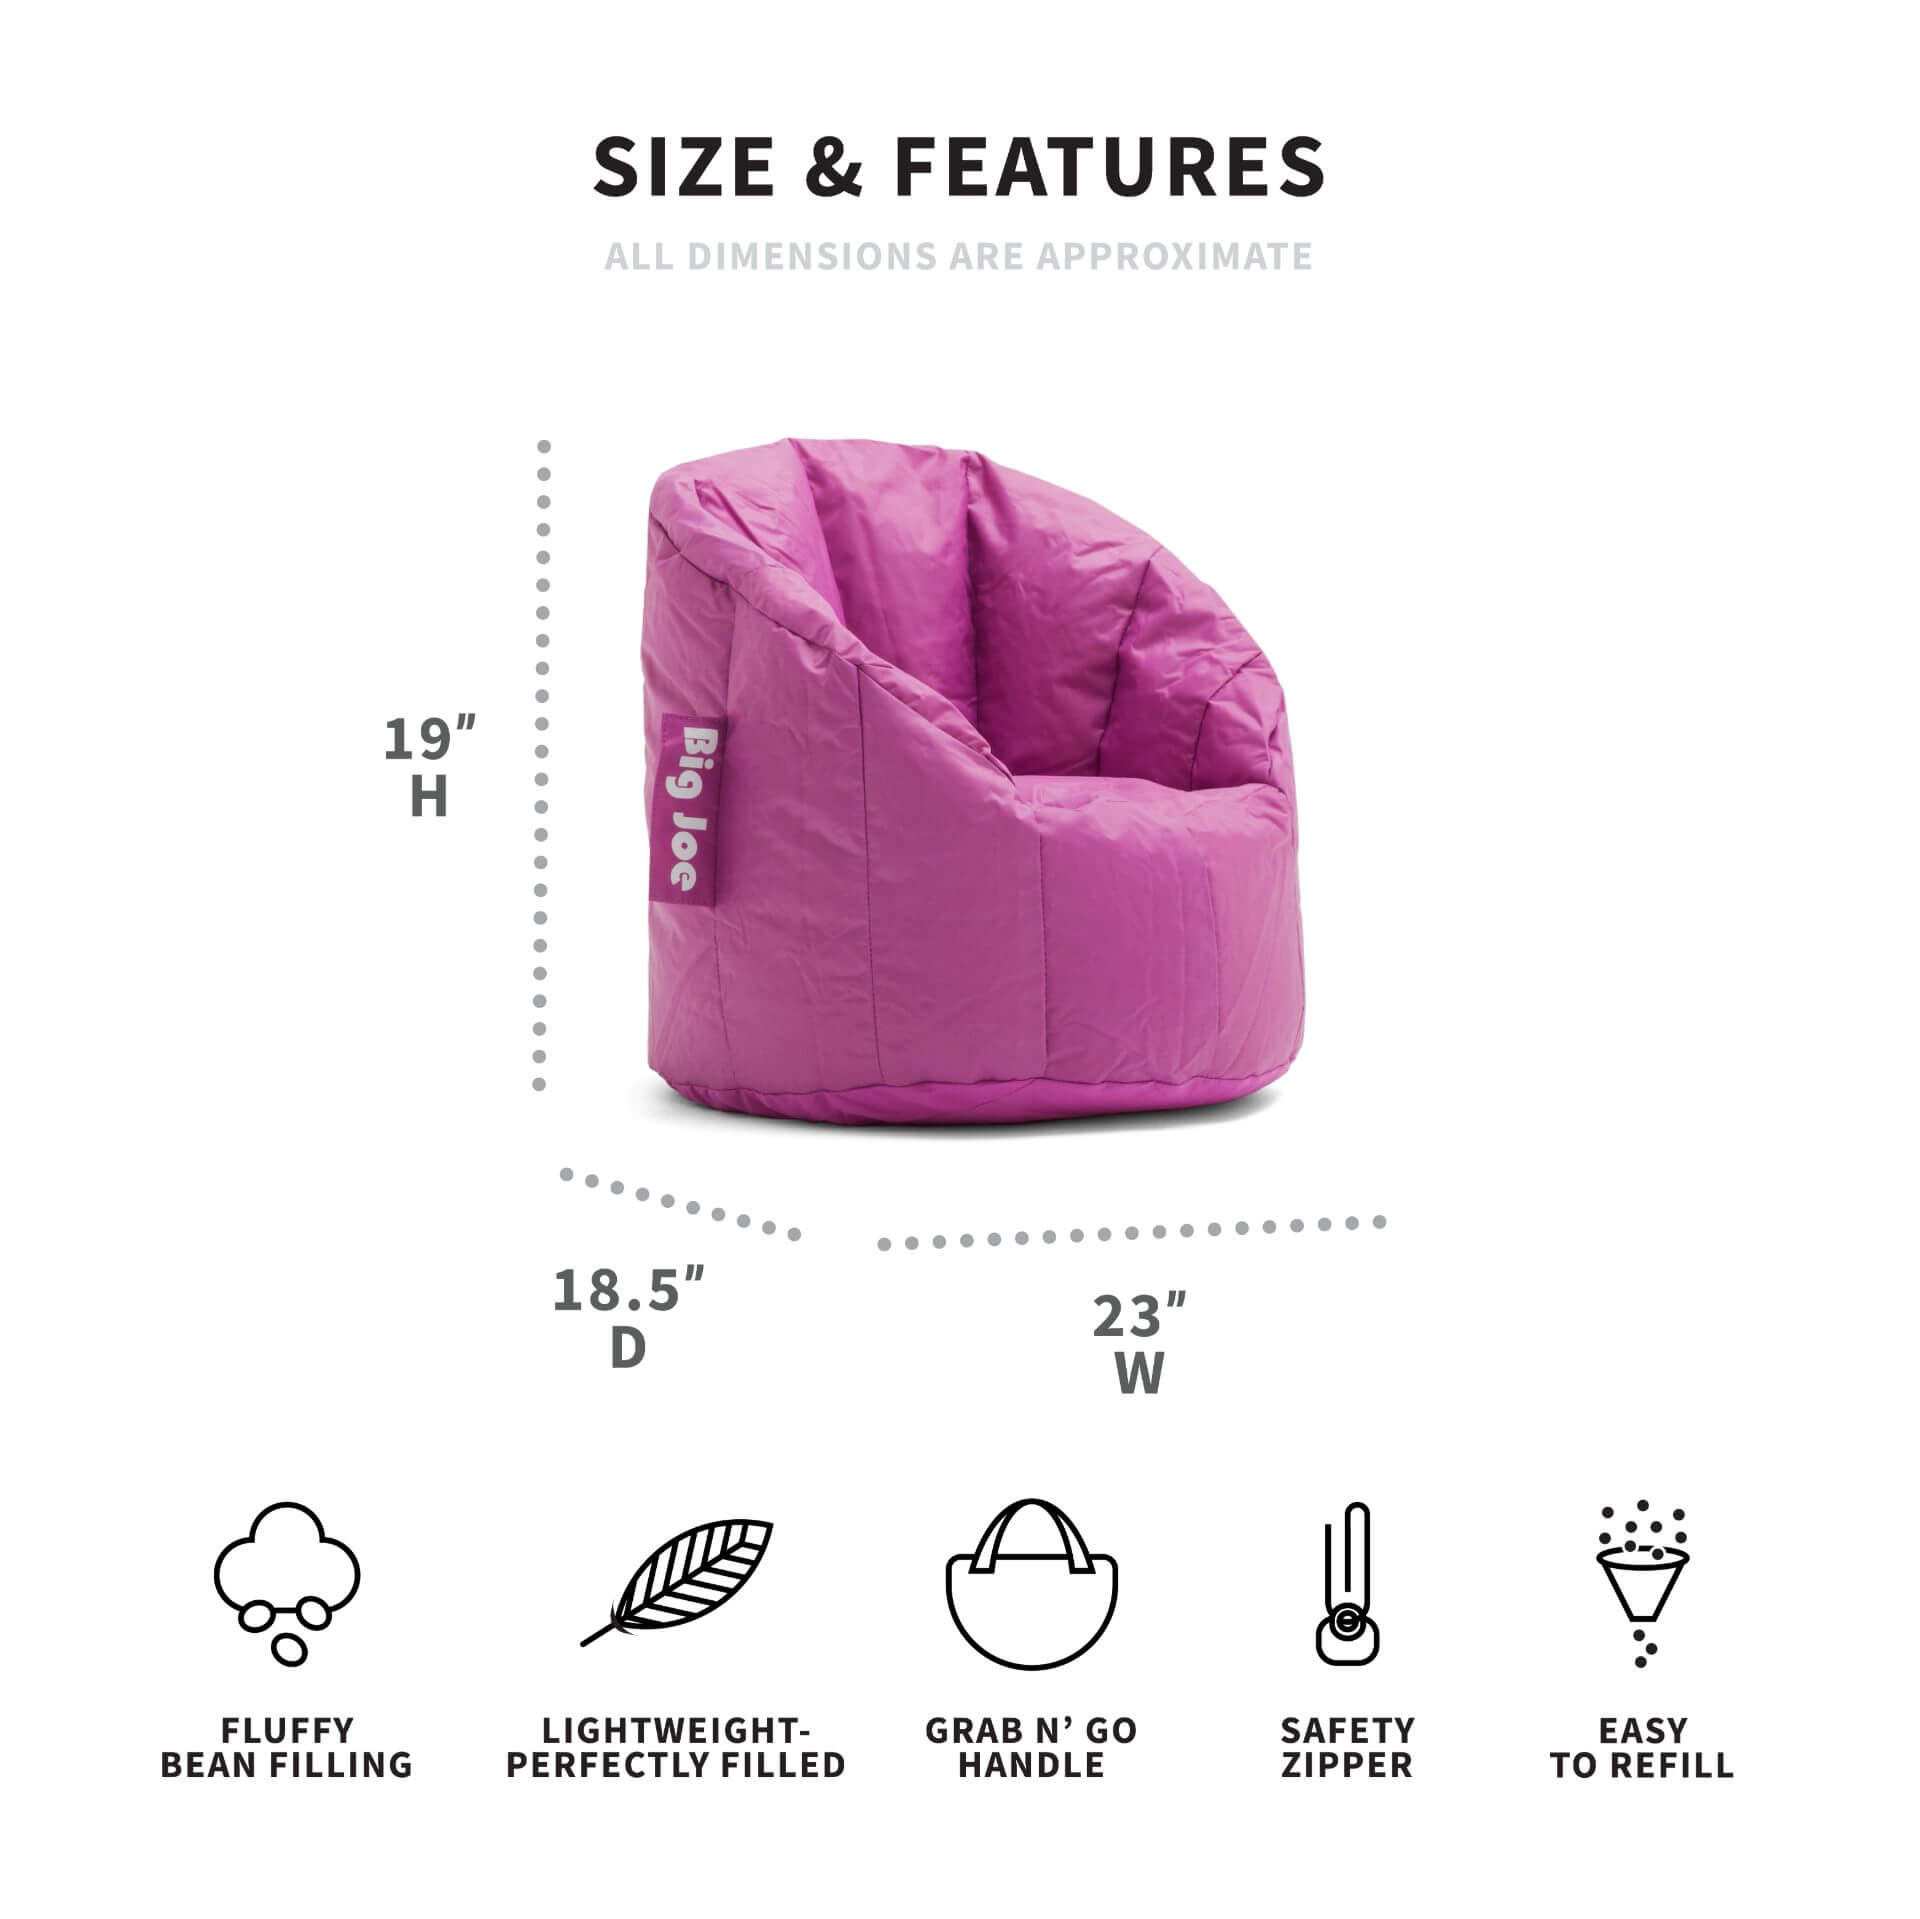 SIZE & FEATURES
ALL DIMENSIONS ARE APPROXIMATE
19"
H
Big Joe
18.5"
D
23"
W
FLUFFY
BEAN FILLING
LIGHTWEIGHT-
PERFECTLY FILLED
GRAB N’ GO
HANDLE
SAFETY
ZIPPER
EASY
TO REFILL